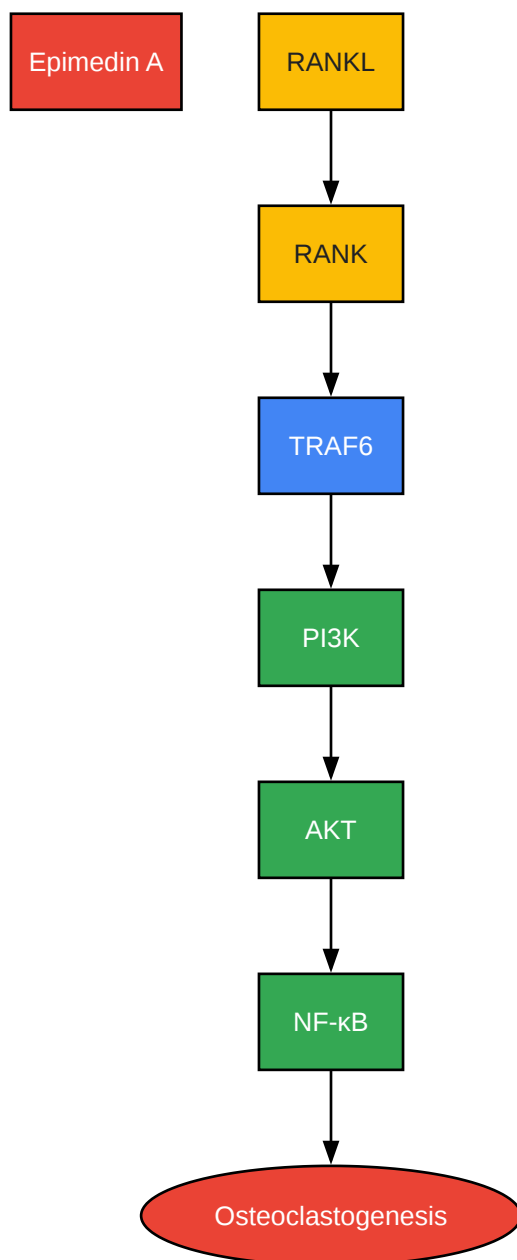 Epimedin A
RANKL
RANK
TRAF6
PI3K
AKT
NF-κB
Osteoclastogenesis